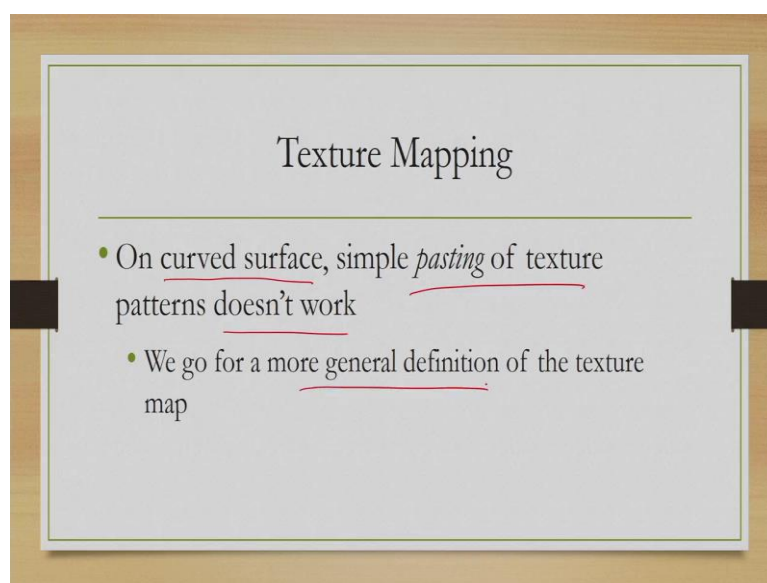 Texture Mapping
• On curved surface, simple pasting of texture
patterns doesn’t work
• We go for a more general definition of the texture
map